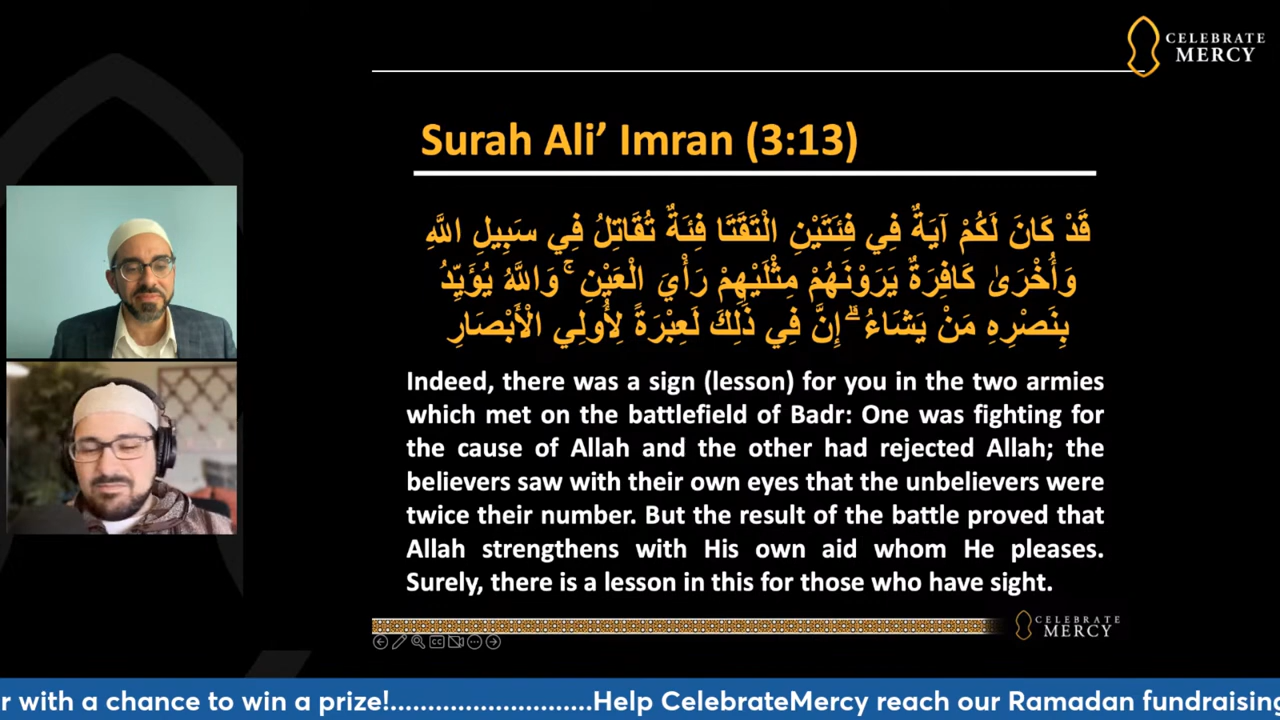 CELEBRATE
MERCY
Surah Ali’ Imran (3:13)
قَدْ كَانَ لَكُمْ آيَةٌ فِي فِئَتَيْنِ الْتَقَتَا فِئَةٌ تُقَاتِلُ فِي سَبِيلِ اللَّهِ
وَأُخْرَىٰ كَافِرَةٌ يَرَوْنَهُمْ مِثْلَيْهِمْ رَأْيَ الْعَيْنِ ۚ وَاللَّهُ يُؤَيِّدُ
بِنَصْرِهِ مَنْ يَشَاءُ ۗ إِنَّ فِي ذَٰلِكَ لَعِبْرَةً لِأُولِي الْأَبْصَارِ
Indeed, there was a sign (lesson) for you in the two armies
which met on the battlefield of Badr: One was fighting for
the cause of Allah and the other had rejected Allah; the
believers saw with their own eyes that the unbelievers were
twice their number. But the result of the battle proved that
Allah strengthens with His own aid whom He pleases.
Surely, there is a lesson in this for those who have sight.
CELEBRATE
MERCY
CC
r with a chance to win a prize!..........................Help CelebrateMercy reach our Ramadan fundraising